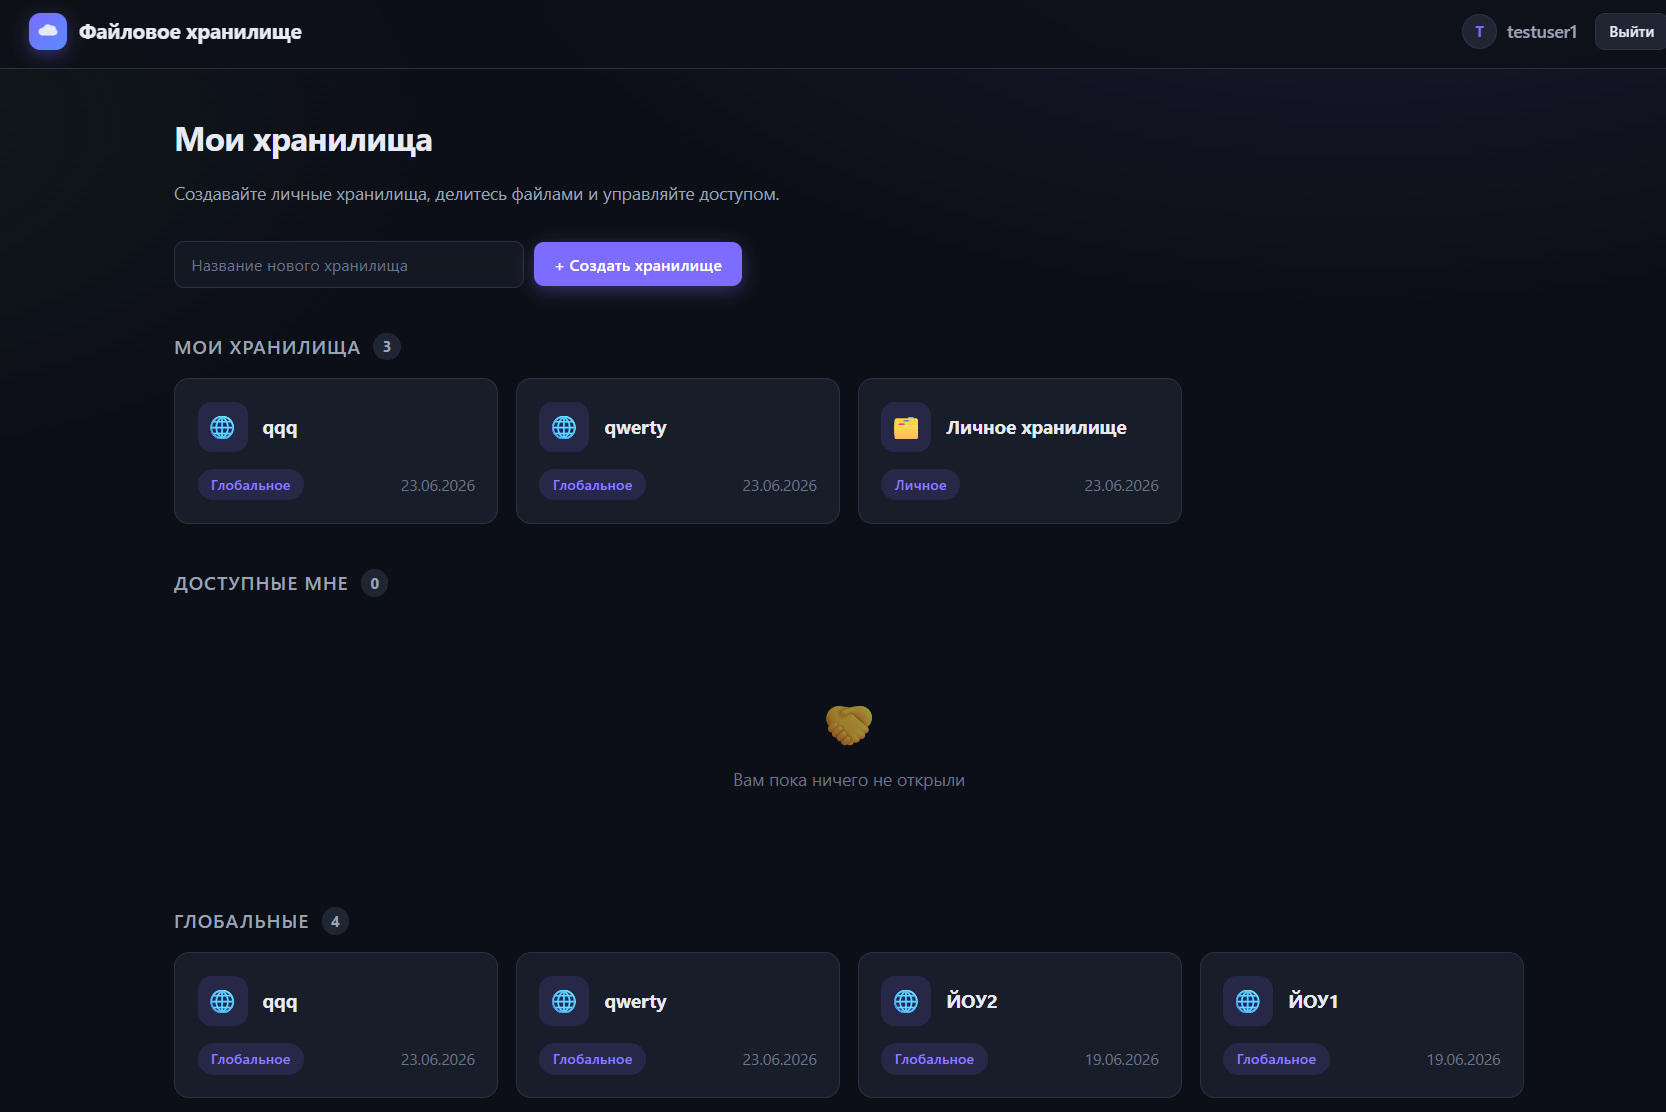 Файловое хранилище
T testuser1 Выйти
Мои хранилища
Создавайте личные хранилища, делитесь файлами и управляйте доступом.
Название нового хранилища + Создать хранилище
МОИ ХРАНИЛИЩА 3
qqq
Глобальное 23.06.2026
qwerty
Глобальное 23.06.2026
Личное хранилище
Личное 23.06.2026
ДОСТУПНЫЕ МНЕ 0
Вам пока ничего не открыли
ГЛОБАЛЬНЫЕ 4
qqq
Глобальное 23.06.2026
qwerty
Глобальное 23.06.2026
ЙОУ2
Глобальное 19.06.2026
ЙОУ1
Глобальное 19.06.2026